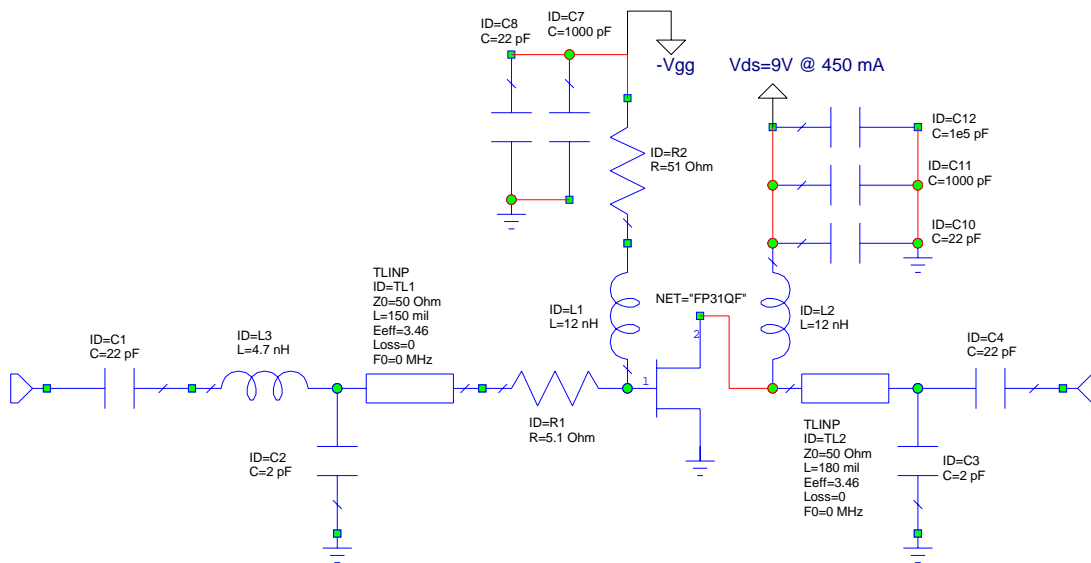 ID=C8
C=22 pF
ID=C7
C=1000 pF
-Vgg
Vds=9V @ 450 mA
ID=C12
C=1e5 pF
ID=C11
C=1000 pF
ID=C10
C=22 pF
ID=R2
R=51 Ohm
TLINP
ID=TL1
Z0=50 Ohm
L=150 mil
Eeff=3.46
Loss=0
F0=0 MHz
ID=L1
L=12 nH
NET="FP31QF"
ID=L2
L=12 nH
ID=C1
C=22 pF
ID=L3
L=4.7 nH
ID=C4
C=22 pF
2
1
ID=R1
R=5.1 Ohm
ID=C2
C=2 pF
TLINP
ID=TL2
Z0=50 Ohm
L=180 mil
Eeff=3.46
Loss=0
F0=0 MHz
ID=C3
C=2 pF